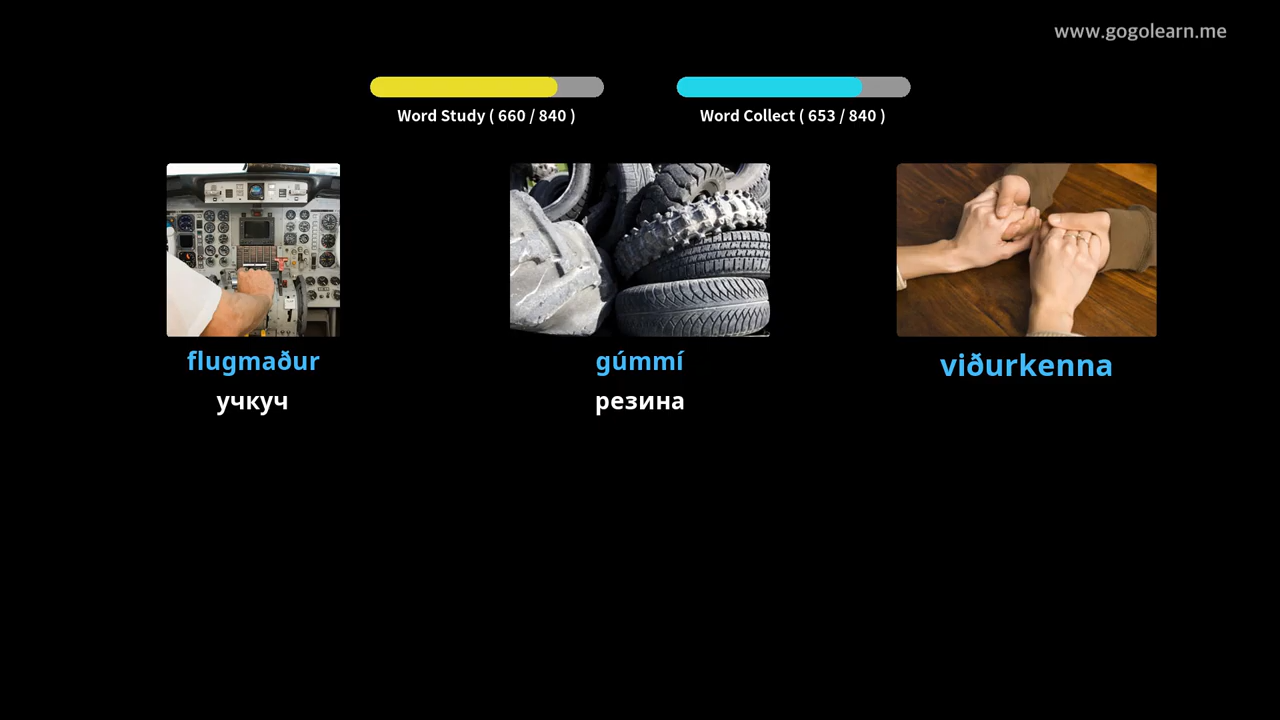 www.gogolearn.me
Word Study ( 660 / 840 )
Word Collect ( 653 / 840 )
flugmaður
учкуч
gúmmí
резина
viðurkenna